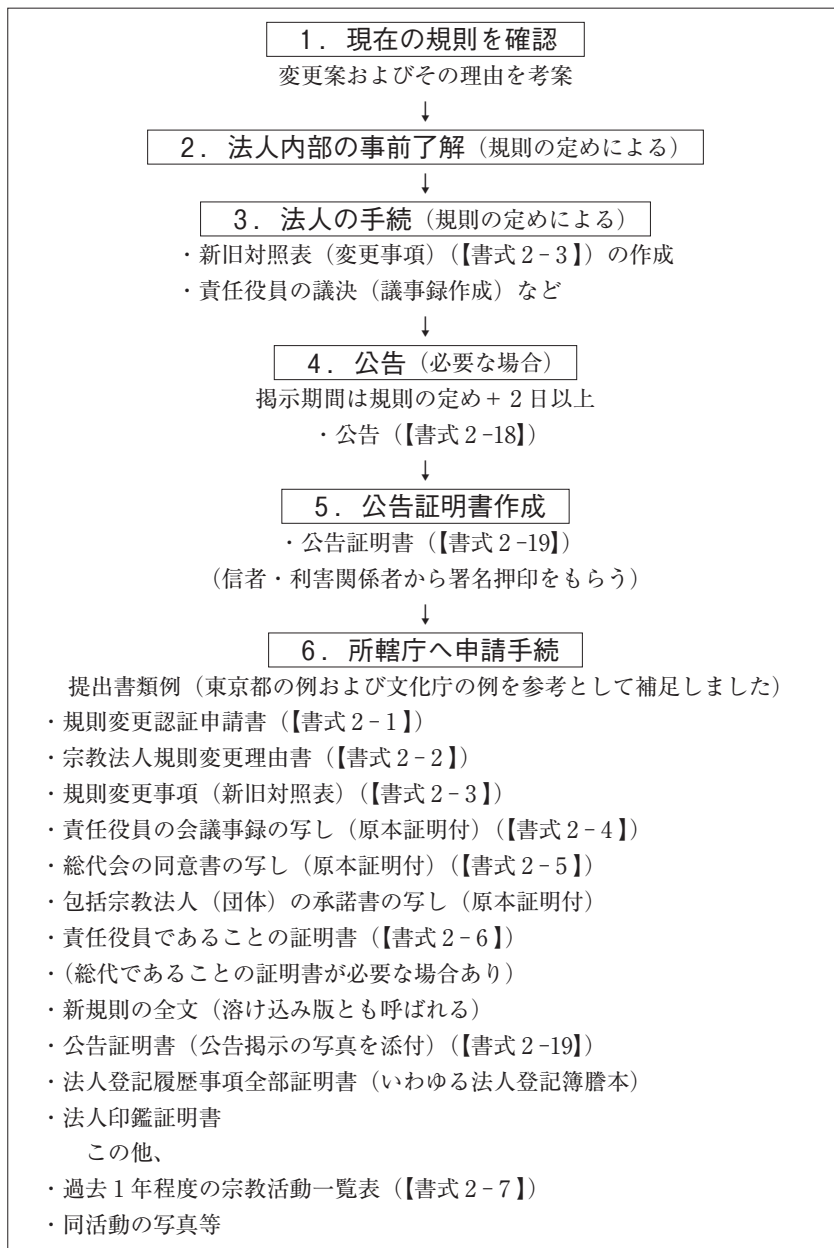 1．現在の規則を確認
変更案およびその理由を考案
↓
2．法人内部の事前了解（規則の定めによる）
↓
3．法人の手続（規則の定めによる）
・新旧対照表（変更事項）（【書式2-3】）の作成
・責任役員の議決（議事録作成）など
↓
4．公告（必要な場合）
掲示期間は規則の定め＋2日以上
・公告（【書式2-18】）
↓
5．公告証明書作成
・公告証明書（【書式2-19】）
（信者・利害関係者から署名押印をもらう）
↓
6．所轄庁へ申請手続
提出書類例（東京都の例および文化庁の例を参考として補足しました）
・規則変更認証申請書（【書式2-1】）
・宗教法人規則変更理由書（【書式2-2】）
・規則変更事項（新旧対照表）（【書式2-3】）
・責任役員の会議事録の写し（原本証明付）（【書式2-4】）
・総代会の同意書の写し（原本証明付）（【書式2-5】）
・包括宗教法人（団体）の承諾書の写し（原本証明付）
・責任役員であることの証明書（【書式2-6】）
・（総代であることの証明書が必要な場合あり）
・新規則の全文（溶け込み版とも呼ばれる）
・公告証明書（公告掲示の写真を添付）（【書式2-19】）
・法人登記履歴事項全部証明書（いわゆる法人登記簿謄本）
・法人印鑑証明書
この他、
・過去1年程度の宗教活動一覧表（【書式2-7】）
・同活動の写真等